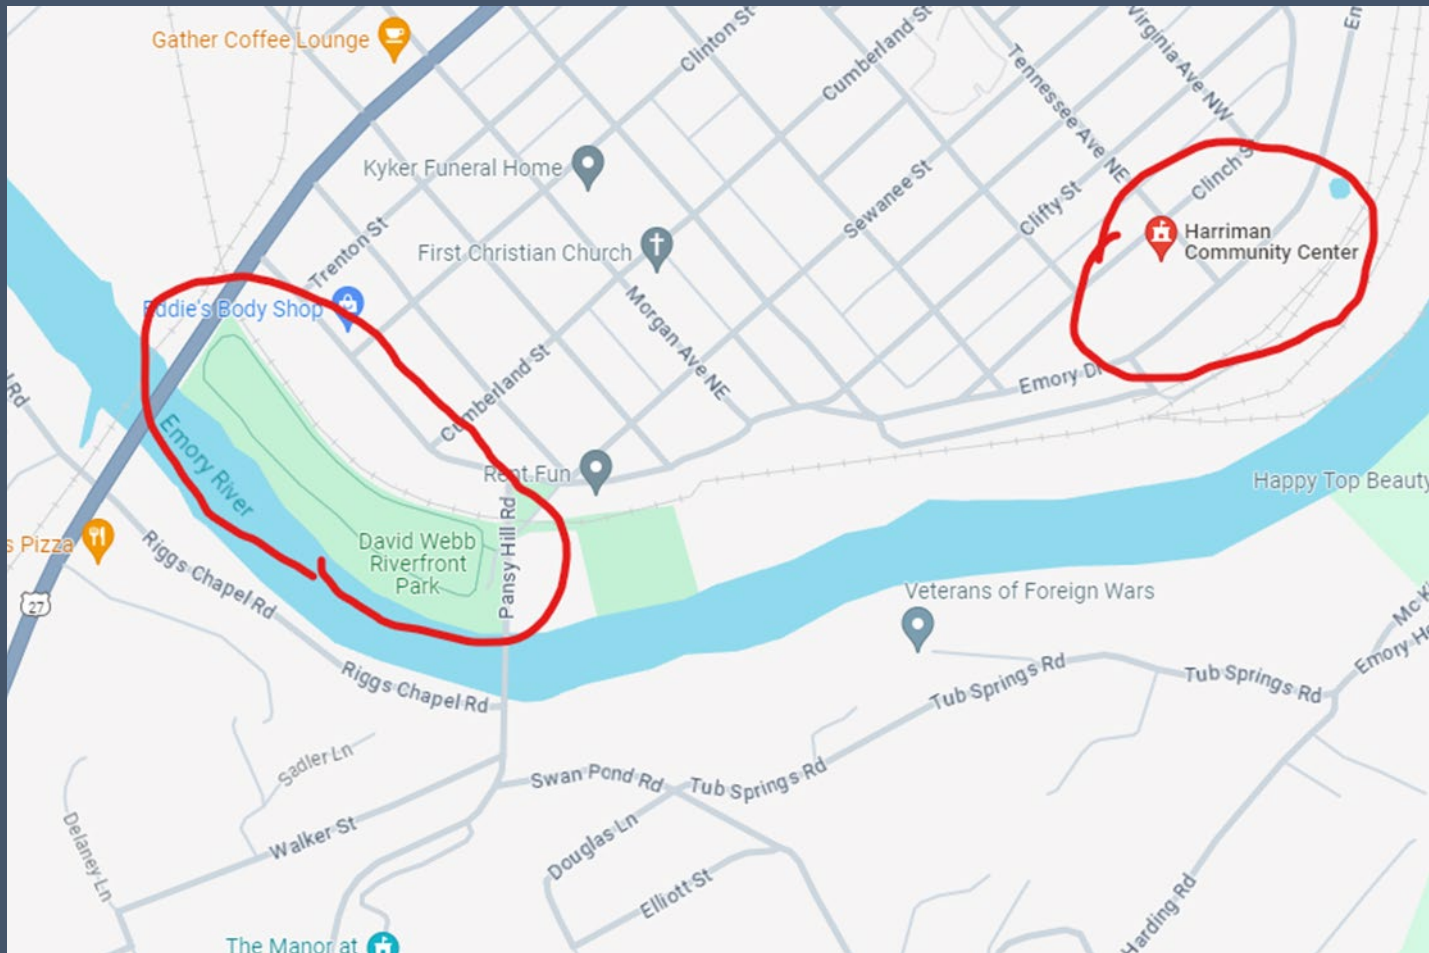 Gather Coffee Lounge
Clinton St
Cumberland St
Virginia Ave NW
Tennessee Ave NE
Kyker Funeral Home
Sewanee St
Clifty St
Clinch S
Harriman
Community Center
First Christian Church
Trenton St
Eddie's Body Shop
Morgan Ave NE
Cumberland St
Emory Dr
Emory River
Rent.Fun
Rd
s Pizza
27
David Webb
Riverfront
Park
Pansy Hill Rd
Happy Top Beauty
Riggs Chapel Rd
Veterans of Foreign Wars
Riggs Chapel Rd
Tub Springs Rd
Tub Springs Rd
Emory
Sadler Ln
Swan Pond Rd
Tub Springs Rd
Walker St
Delaney Ln
Douglas Ln
Elliott St
Harding Rd
The Manor at